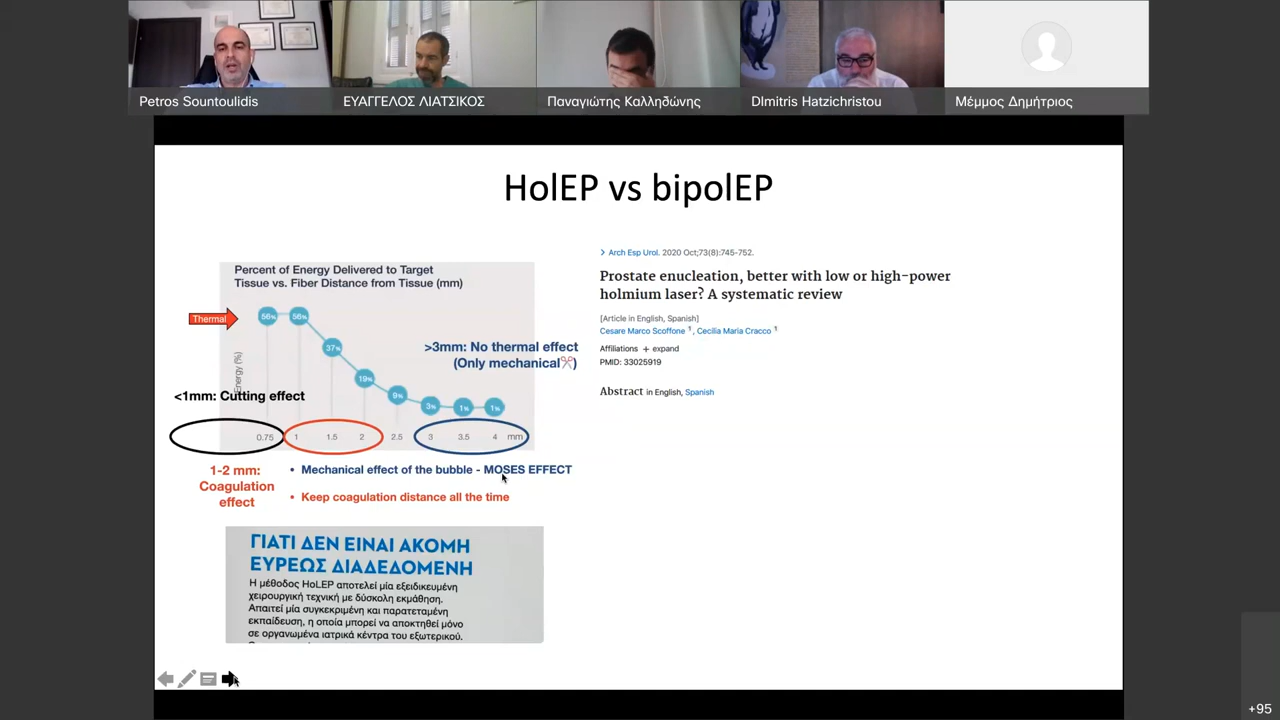 Petros Sountoulidis
ΕΥΑΓΓΕΛΟΣ ΛΙΑΤΣΙΚΟΣ
Παναγιώτης Καλληδώνης
DImitris Hatzichristou
Μέμμος Δημήτριος
HolEP vs bipolEP
Percent of Energy Delivered to Target
Tissue vs. Fiber Distance from Tissue (mm)
Thermal
56%
56%
37%
19%
9%
3%
1%
1%
Energy (%)
>3mm: No thermal effect
(Only mechanical✂)
<1mm: Cutting effect
0.75
1
1.5
2
2.5
3
3.5
4
mm
1-2 mm:
Coagulation
effect
• Mechanical effect of the bubble - MOSES EFFECT
• Keep coagulation distance all the time
ΓΙΑΤΙ ΔΕΝ ΕΙΝΑΙ ΑΚΟΜΗ
ΕΥΡΕΩΣ ΔΙΑΔΕΔΟΜΕΝΗ
Η μέθοδος HoLEP αποτελεί μία εξειδικευμένη
χειρουργική τεχνική με δύσκολη εκμάθηση.
Απαιτεί μία συγκεκριμένη και παρατεταμένη
εκπαίδευση, η οποία μπορεί να αποκτηθεί μόνο
σε οργανωμένα ιατρικά κέντρα του εξωτερικού.
> Arch Esp Urol. 2020 Oct;73(8):745-752.
Prostate enucleation, better with low or high-power
holmium laser? A systematic review
[Article in English, Spanish]
Cesare Marco Scoffone 1, Cecilia Maria Cracco 1
Affiliations + expand
PMID: 33025919
Abstract in English, Spanish
+95